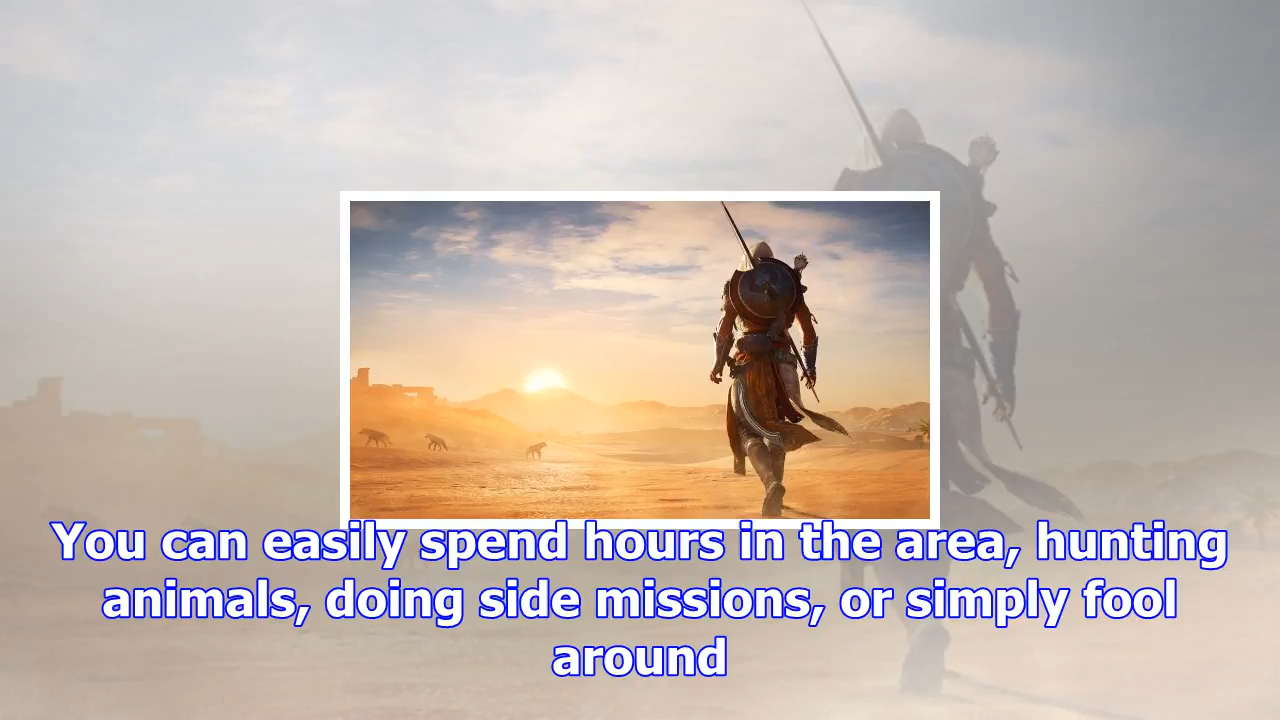 You can easily spend hours in the area, hunting
animals, doing side missions, or simply fool
around